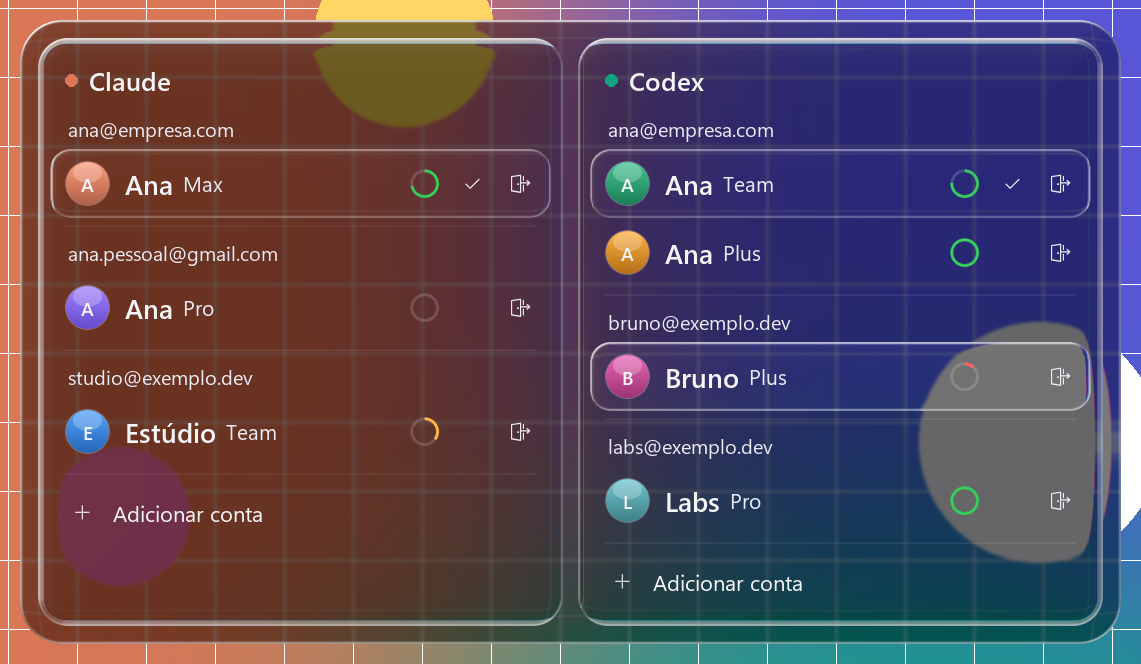 Claude
ana@empresa.com
A Ana Max
ana.pessoal@gmail.com
A Ana Pro
studio@exemplo.dev
E Estúdio Team
+ Adicionar conta
Codex
ana@empresa.com
A Ana Team
A Ana Plus
bruno@exemplo.dev
B Bruno Plus
labs@exemplo.dev
L Labs Pro
+ Adicionar conta